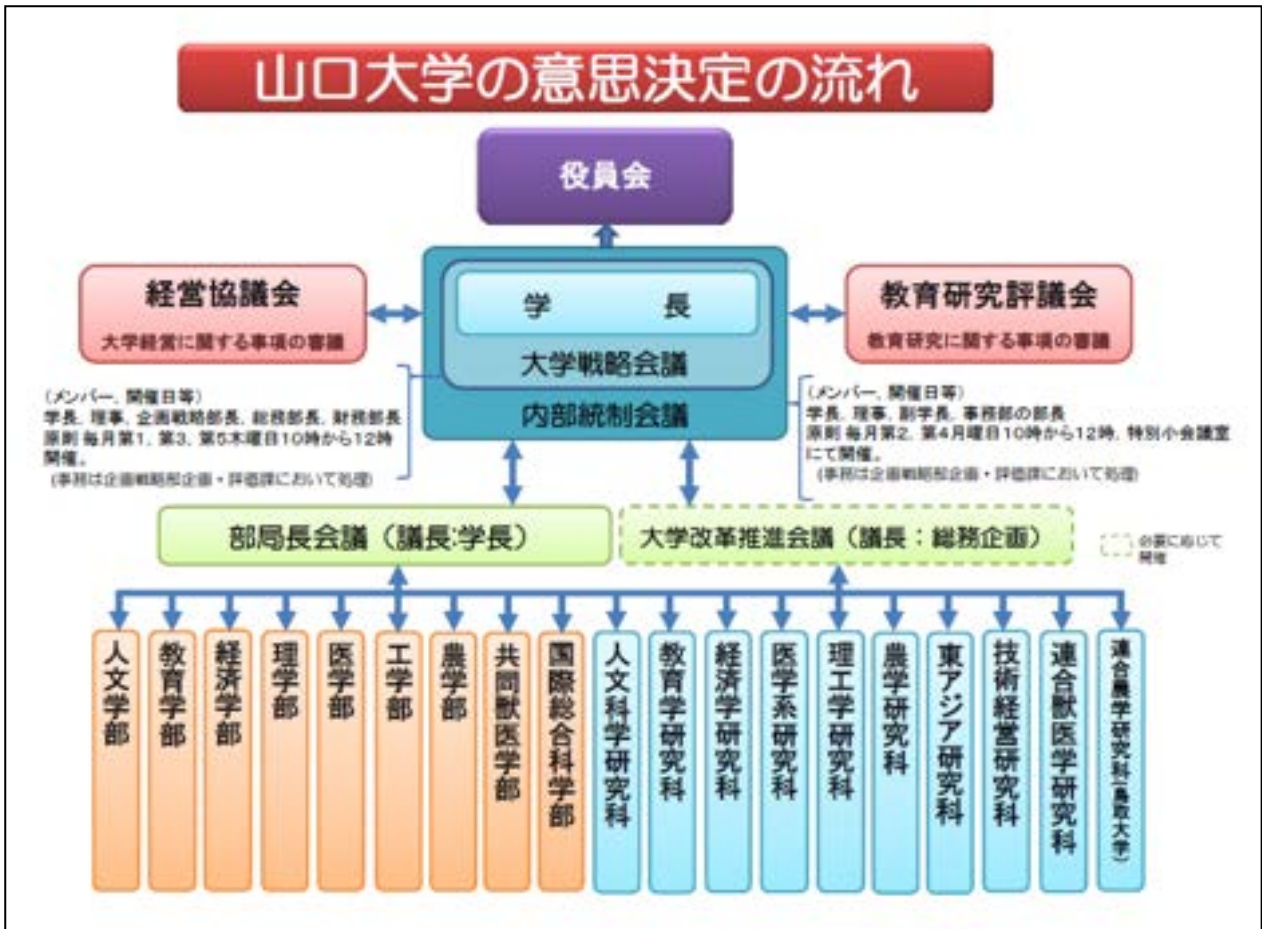 山口大学の意思決定の流れ
役員会
経営協議会
大学経営に関する事項の審議
学 長
大学戦略会議
内部統制会議
教育研究評議会
教育研究に関する事項の審議
(メンバー、開催日等)
学長、理事、企画戦略部長、総務部長、財務部長
原則 毎月第1、第3、第5木曜日10時から12時
開催。
(事務は企画戦略部企画・評価課において処理)
(メンバー、開催日等)
学長、理事、副学長、事務部の部長
原則 毎月第2、第4月曜日10時から12時、特別小会議室
にて開催。
(事務は企画戦略部企画・評価課において処理)
部局長会議(議長:学長)
大学改革推進会議(議長:総務企画)
必要に応じて
開催
人文学部
教育学部
経済学部
理学部
医学部
工学部
農学部
共同獣医学部
国際総合科学部
人文科学研究科
教育学研究科
経済学研究科
医学系研究科
理工学研究科
農学研究科
東アジア研究科
技術経営研究科
連合獣医学研究科
連合農学研究科(鳥取大学)